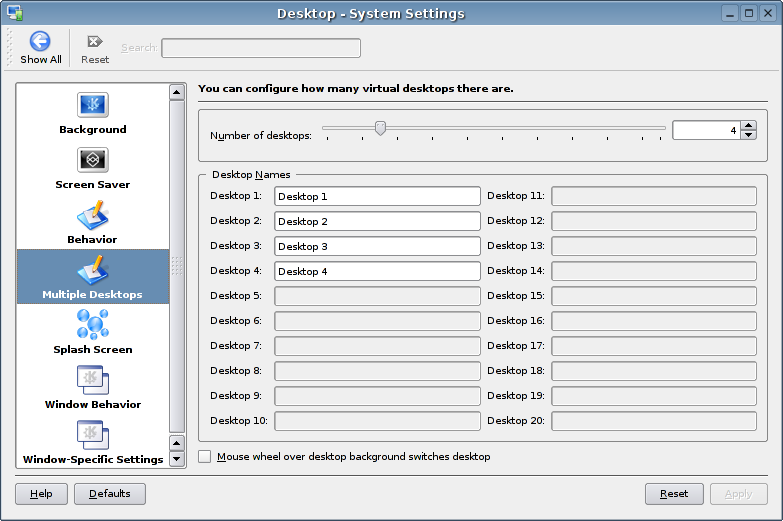 Desktop - System Settings
Show All
Reset
Search:
Background
Screen Saver
Behavior
Multiple Desktops
Splash Screen
Window Behavior
Window-Specific Settings
You can configure how many virtual desktops there are.
Number of desktops: 4
Desktop Names
Desktop 1: Desktop 1
Desktop 2: Desktop 2
Desktop 3: Desktop 3
Desktop 4: Desktop 4
Desktop 5:
Desktop 6:
Desktop 7:
Desktop 8:
Desktop 9:
Desktop 10:
Desktop 11:
Desktop 12:
Desktop 13:
Desktop 14:
Desktop 15:
Desktop 16:
Desktop 17:
Desktop 18:
Desktop 19:
Desktop 20:
Mouse wheel over desktop background switches desktop
Help
Defaults
Reset
Apply